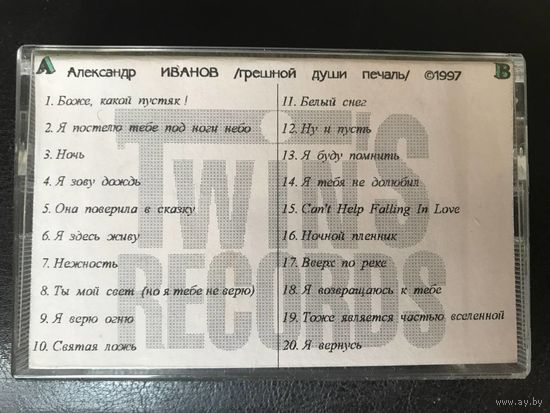 A Александр ИВАНОВ /грешной души печаль/ ©1997 B
1. Боже, какой пустяк !
2. Я постелю тебе под ноги небо
3. Ночь
4. Я зову дождь
5. Она поверила в сказку
6. Я здесь живу
7. Нежность
8. Ты мой свет (но я тебе не верю)
9. Я верю огню
10. Святая ложь
11. Белый снег
12. Ну и пусть
13. Я буду помнить
14. Я тебя не долюбил
15. Can't Help Falling In Love
16. Ночной пленник
17. Вверх по реке
18. Я возвращаюсь к тебе
19. Тоже является частью вселенной
20. Я вернусь
TWIN'S
RECORDS
www.ay.by